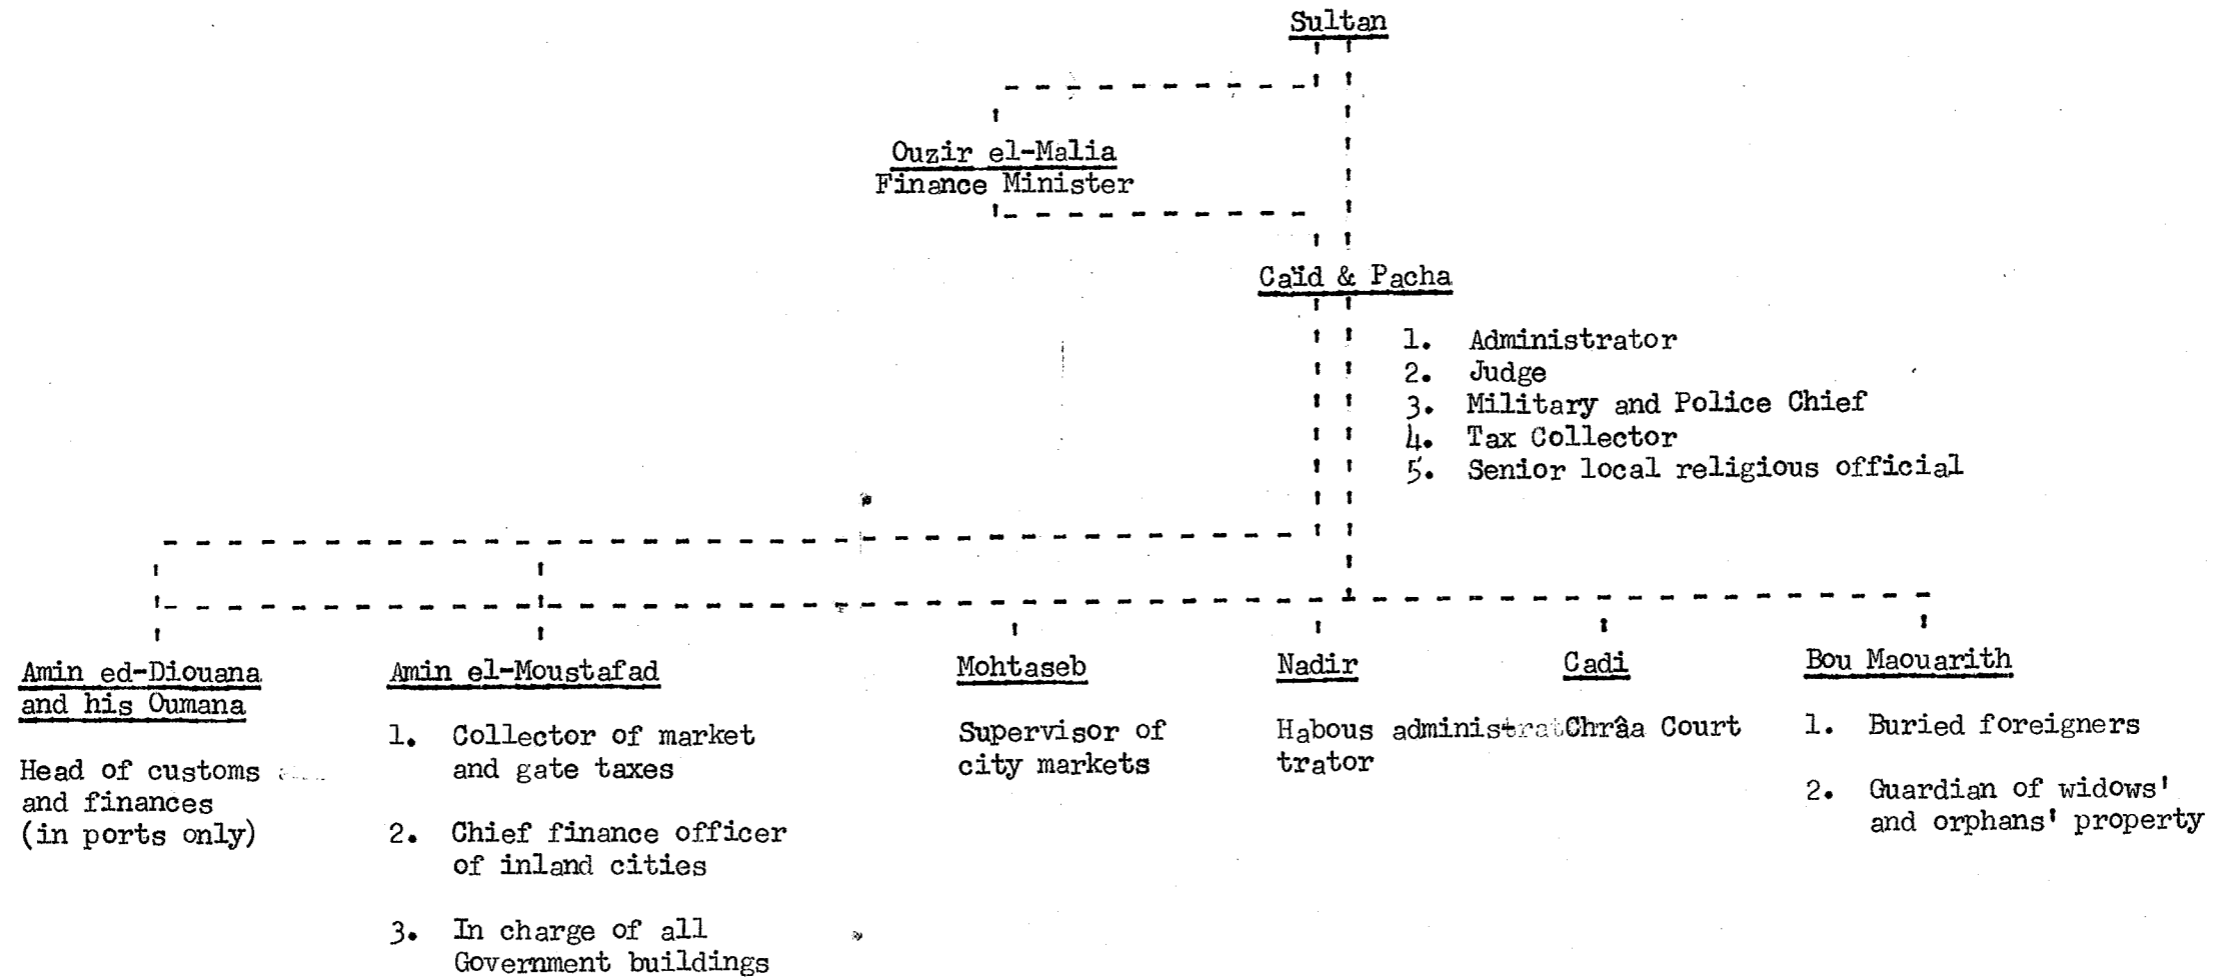 Sultan
Ouzir el-Malia
Finance Minister
Caïd & Pacha
1. Administrator
2. Judge
3. Military and Police Chief
4. Tax Collector
5. Senior local religious official
Amin ed-Diouana
and his Oumana
Head of customs
and finances
(in ports only)
Amin el-Moustafad
1. Collector of market
and gate taxes
2. Chief finance officer
of inland cities
3. In charge of all
Government buildings
Mohtaseb
Supervisor of
city markets
Nadir
Habous administrat
trator
Cadi
Chrâa Court
Bou Maouarith
1. Buried foreigners
2. Guardian of widows'
and orphans' property